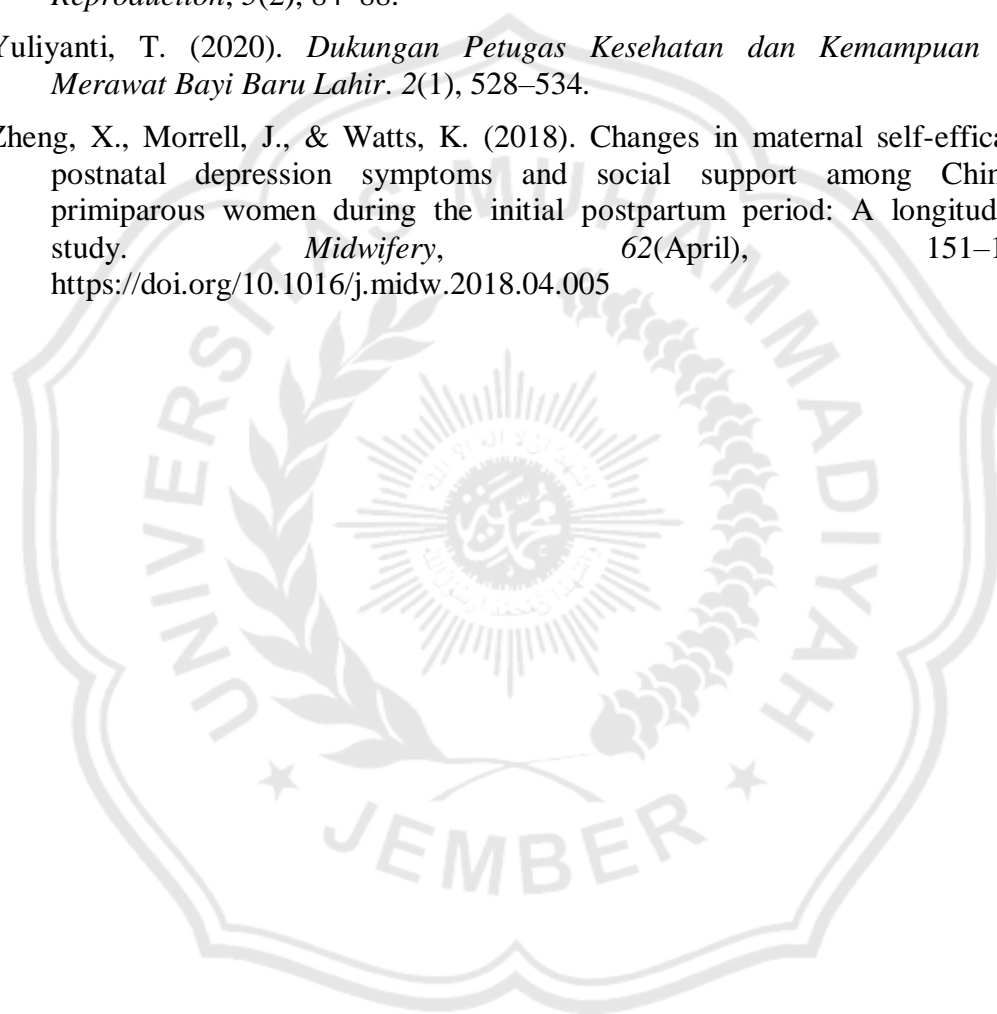 Reproduction, 5(2), 84–88.
Yuliyanti, T. (2020). Dukungan Petugas Kesehatan dan Kemampuan
Merawat Bayi Baru Lahir. 2(1), 528–534.
Zheng, X., Morrell, J., & Watts, K. (2018). Changes in maternal self-effica
postnatal depression symptoms and social support among Chin
primiparous women during the initial postpartum period: A longitud
study. Midwifery, 62(April), 151–1
https://doi.org/10.1016/j.midw.2018.04.005
UNIVERSITAS MUHAMMADIYAH
JEMBER